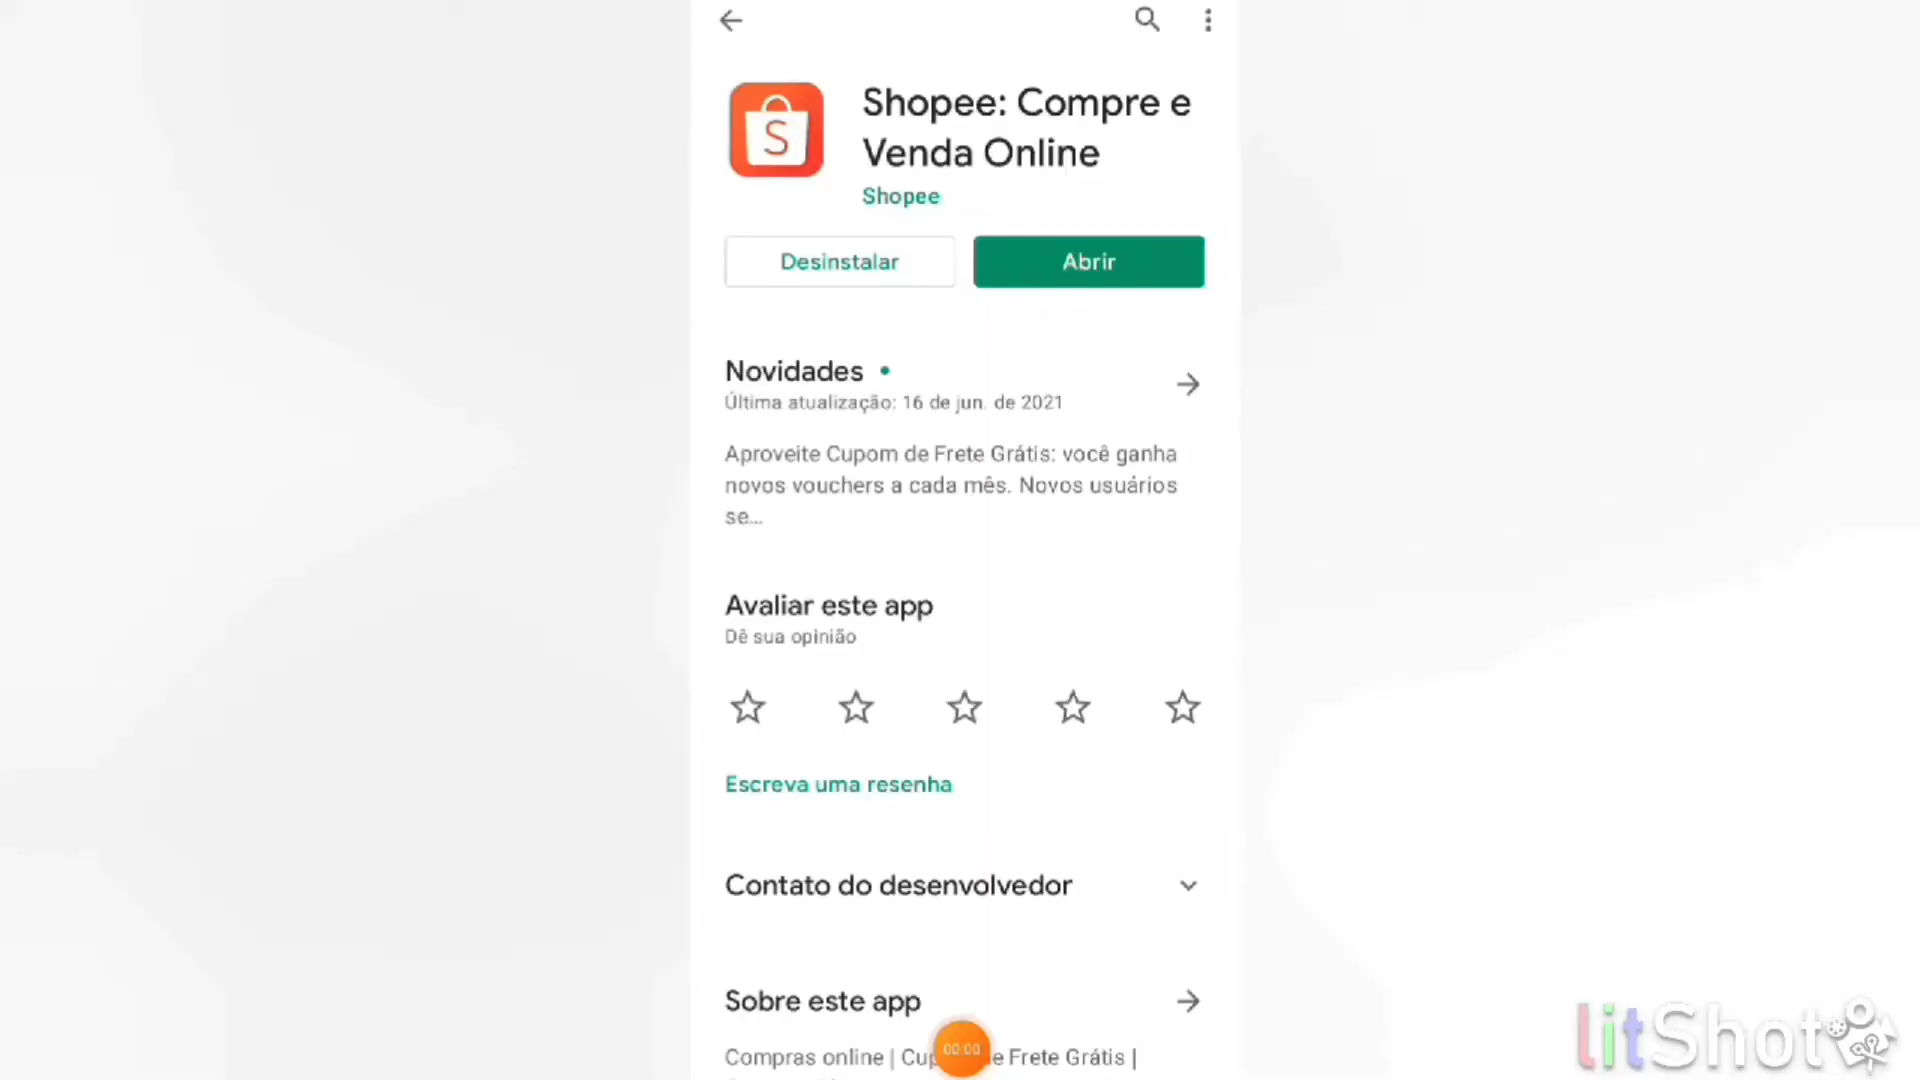 S
Shopee: Compre e
Venda Online
Shopee
Desinstalar
Abrir
Novidades
Última atualização: 16 de jun. de 2021
Aproveite Cupom de Frete Grátis: você ganha
novos vouchers a cada mês. Novos usuários
se...
Avaliar este app
Dê sua opinião
Escreva uma resenha
Contato do desenvolvedor
Sobre este app
00:00
Compras online | e Frete Grátis |
litShot